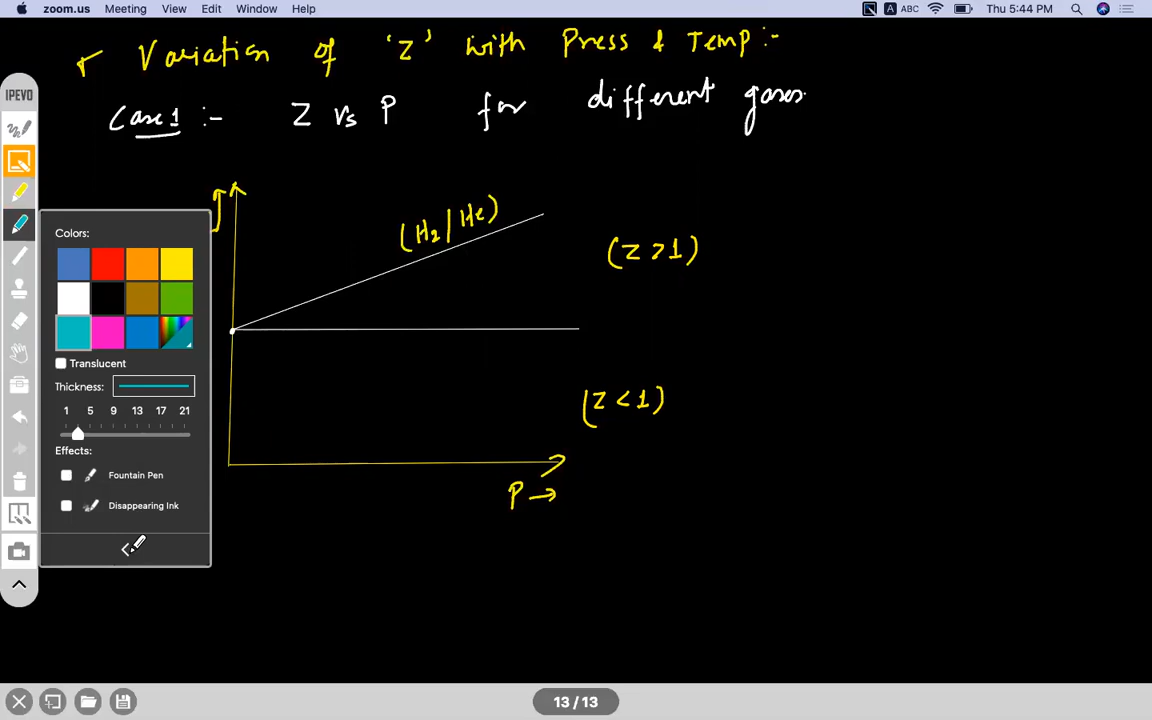 zoom.us Meeting View Edit Window Help A ABC Thu 5:44 PM
Variation of 'Z' with Press & Temp :-
IPEVO
Case 1 :- Z vs P for different gases
(H2/He)
(Z > 1)
(Z < 1)
P →
Colors:
Translucent
Thickness:
1 5 9 13 17 21
Effects:
Fountain Pen
Disappearing Ink
13 / 13